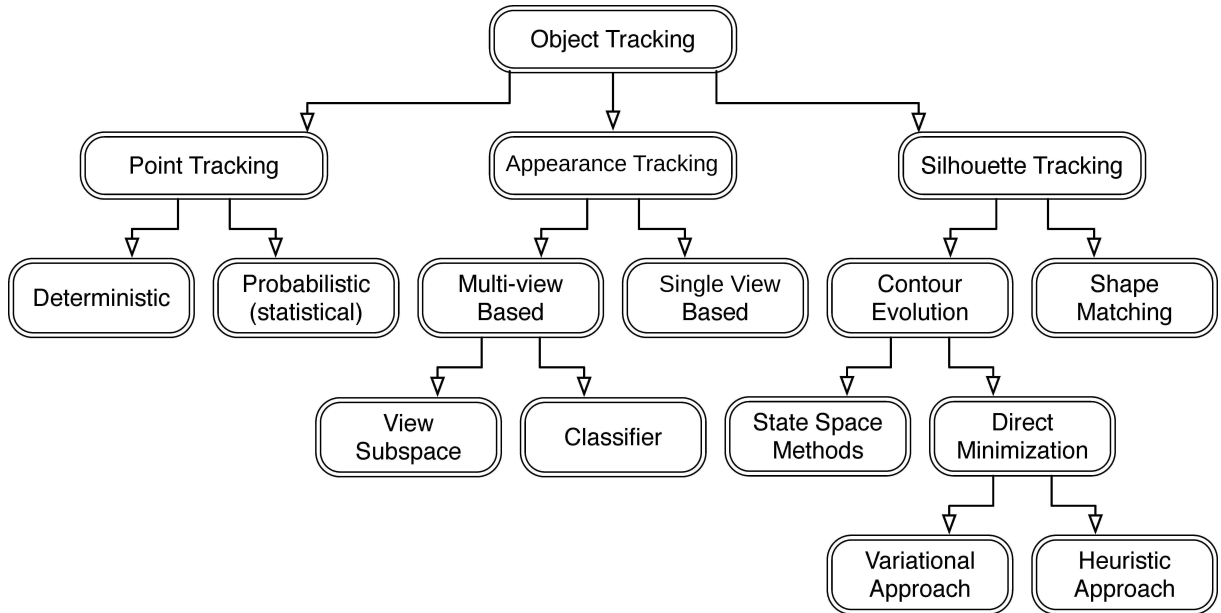 Object Tracking
Point Tracking
Appearance Tracking
Silhouette Tracking
Deterministic
Probabilistic
(statistical)
Multi-view
Based
Single View
Based
Contour
Evolution
Shape
Matching
View
Subspace
Classifier
State Space
Methods
Direct
Minimization
Variational
Approach
Heuristic
Approach